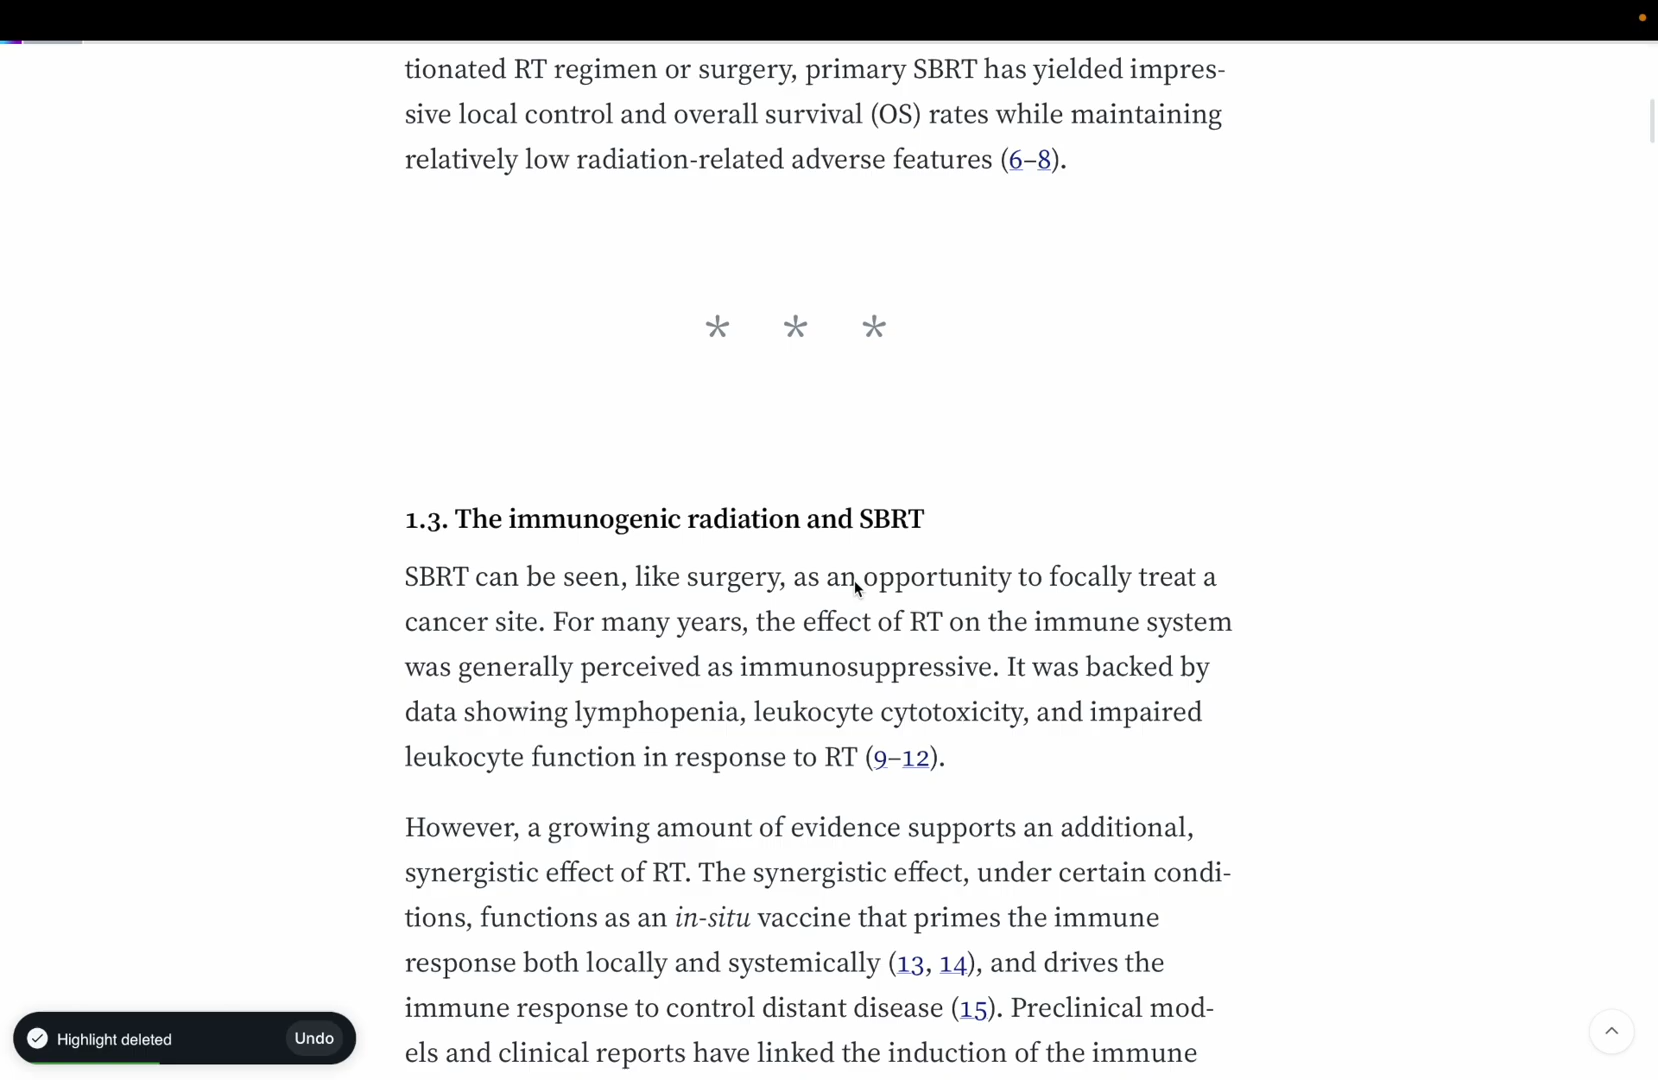 tionated RT regimen or surgery, primary SBRT has yielded impres-
sive local control and overall survival (OS) rates while maintaining
relatively low radiation-related adverse features (6–8).
* * *
1.3. The immunogenic radiation and SBRT
SBRT can be seen, like surgery, as an opportunity to focally treat a
cancer site. For many years, the effect of RT on the immune system
was generally perceived as immunosuppressive. It was backed by
data showing lymphopenia, leukocyte cytotoxicity, and impaired
leukocyte function in response to RT (9–12).
However, a growing amount of evidence supports an additional,
synergistic effect of RT. The synergistic effect, under certain condi-
tions, functions as an in-situ vaccine that primes the immune
response both locally and systemically (13, 14), and drives the
immune response to control distant disease (15). Preclinical mod-
els and clinical reports have linked the induction of the immune
Highlight deleted Undo